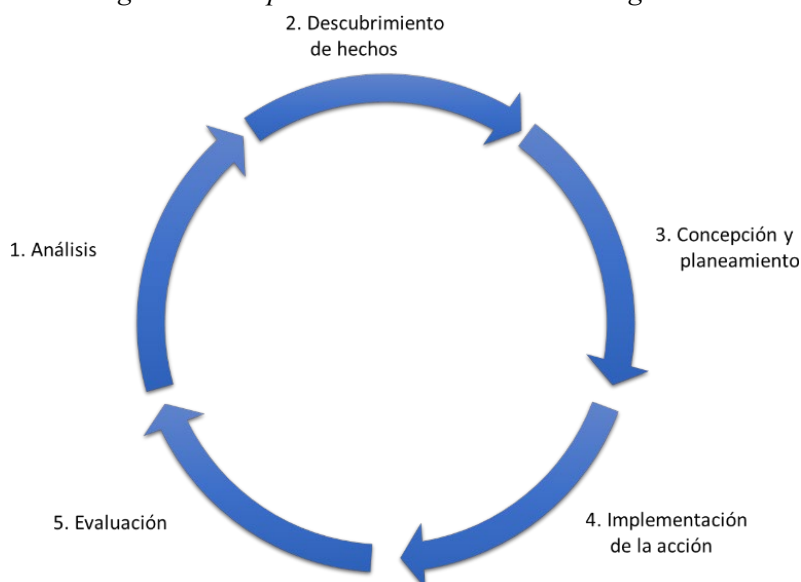 2. Descubrimiento
de hechos
3. Concepción y
planeamiento
4. Implementación
de la acción
5. Evaluación
1. Análisis